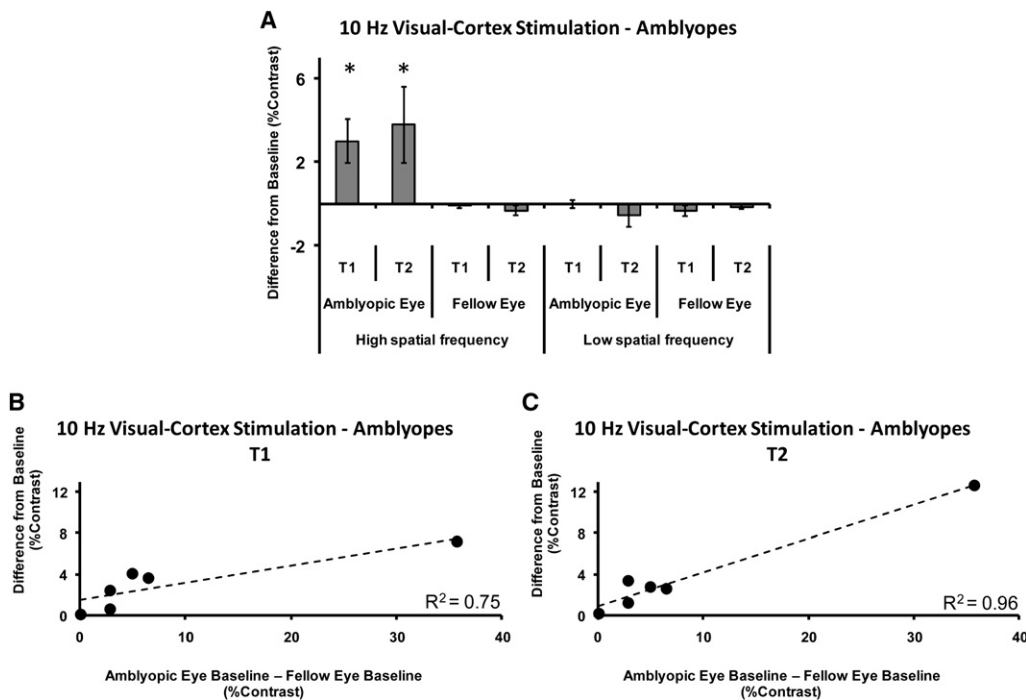 A
10 Hz Visual-Cortex Stimulation - Amblyopes
Difference from Baseline (%Contrast)
6
2
-2
* *
T1 T2 T1 T2 T1 T2 T1 T2
Amblyopic Eye Fellow Eye Amblyopic Eye Fellow Eye
High spatial frequency Low spatial frequency
B
10 Hz Visual-Cortex Stimulation - Amblyopes
T1
Difference from Baseline
(%Contrast)
12
8
4
0
R² = 0.75
0 10 20 30 40
Amblyopic Eye Baseline – Fellow Eye Baseline
(%Contrast)
C
10 Hz Visual-Cortex Stimulation - Amblyopes
T2
Difference from Baseline
(%Contrast)
12
8
4
0
R² = 0.96
0 10 20 30 40
Amblyopic Eye Baseline – Fellow Eye Baseline
(%Contrast)